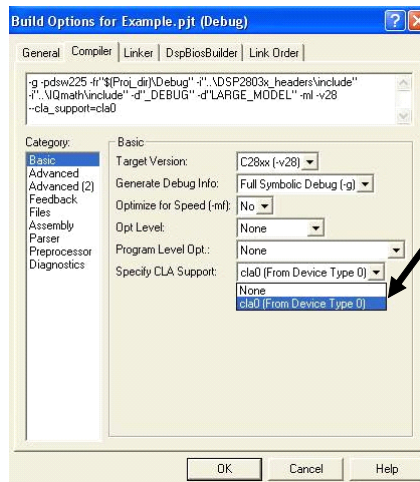 Build Options for Example.pjt (Debug)
General Compiler Linker DspBiosBuilder Link Order
-g -pdsw225 -fr"$(Proj_dir)\Debug" -i"..\DSP2803x_headers\include"
-i"..\IQmath\include" -d"_DEBUG" -d"LARGE_MODEL" -ml -v28
--cla_support=cla0
Category:
Basic
Advanced
Advanced (2)
Feedback
Files
Assembly
Parser
Preprocessor
Diagnostics
Basic
Target Version: C28xx (-v28)
Generate Debug Info: Full Symbolic Debug (-g)
Optimize for Speed (-mf): No
Opt Level: None
Program Level Opt.: None
Specify CLA Support: cla0 (From Device Type 0)
None
cla0 (From Device Type 0)
OK Cancel Help